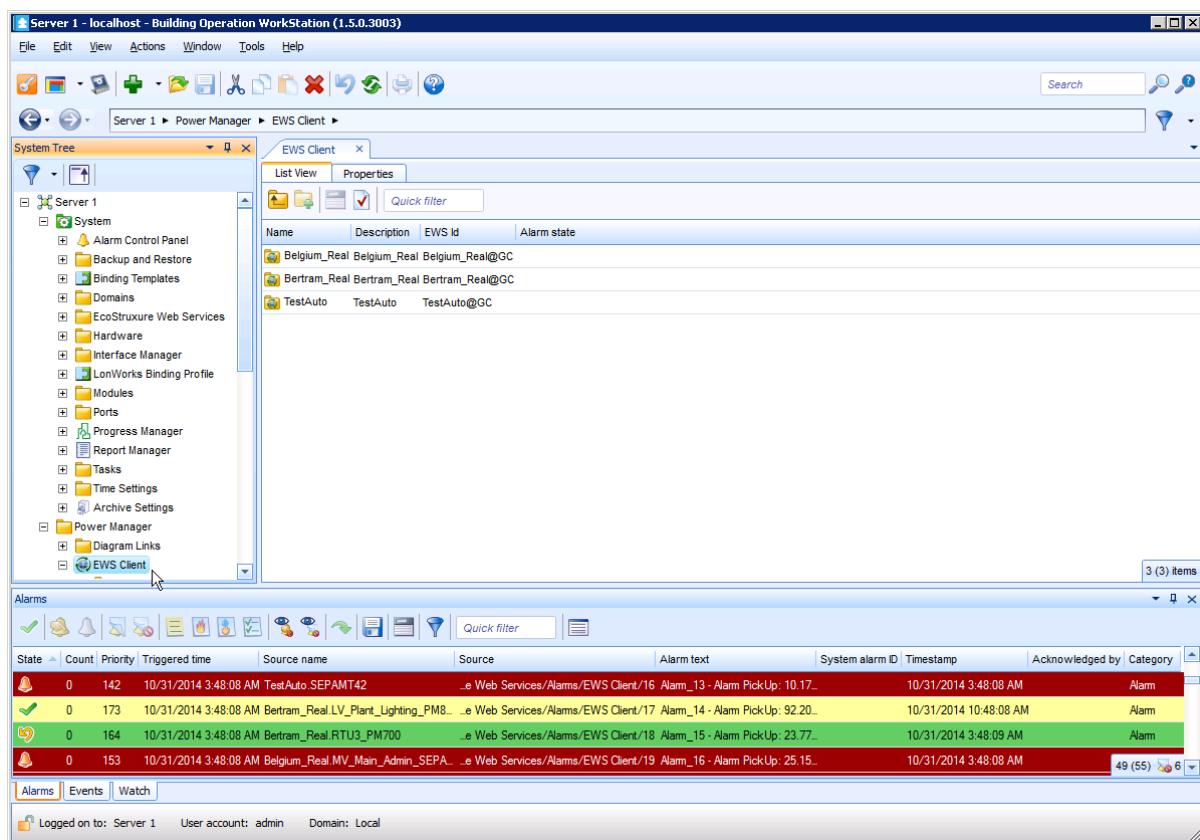 Server 1 - localhost - Building Operation WorkStation (1.5.0.3003)
File Edit View Actions Window Tools Help
Search
Server 1 ► Power Manager ► EWS Client ►
System Tree
EWS Client
List View Properties
Quick filter
Server 1
System
Alarm Control Panel
Backup and Restore
Binding Templates
Domains
EcoStruxure Web Services
Hardware
Interface Manager
LonWorks Binding Profile
Modules
Ports
Progress Manager
Report Manager
Tasks
Time Settings
Archive Settings
Power Manager
Diagram Links
EWS Client
Name Description EWS Id Alarm state
Belgium_Real Belgium_Real Belgium_Real@GC
Bertram_Real Bertram_Real Bertram_Real@GC
TestAuto TestAuto TestAuto@GC
3 (3) items
Alarms
Quick filter
State Count Priority Triggered time Source name Source Alarm text System alarm ID Timestamp Acknowledged by Category
0 142 10/31/2014 3:48:08 AM TestAuto.SEPAMT42 ...e Web Services/Alarms/EWS Client/16 Alarm_13 - Alarm PickUp: 10.17... 10/31/2014 3:48:08 AM Alarm
0 173 10/31/2014 3:48:08 AM Bertram_Real.LV_Plant_Lighting_PM8... ...e Web Services/Alarms/EWS Client/17 Alarm_14 - Alarm PickUp: 92.20... 10/31/2014 10:48:08 AM Alarm
0 164 10/31/2014 3:48:08 AM Bertram_Real.RTU3_PM700 ...e Web Services/Alarms/EWS Client/18 Alarm_15 - Alarm PickUp: 23.77... 10/31/2014 3:48:09 AM Alarm
0 153 10/31/2014 3:48:08 AM Belgium_Real.MV_Main_Admin_SEPA... ...e Web Services/Alarms/EWS Client/19 Alarm_16 - Alarm PickUp: 25.15... 10/31/2014 3:48:08 AM
49 (55) 6
Alarms Events Watch
Logged on to: Server 1 User account: admin Domain: Local